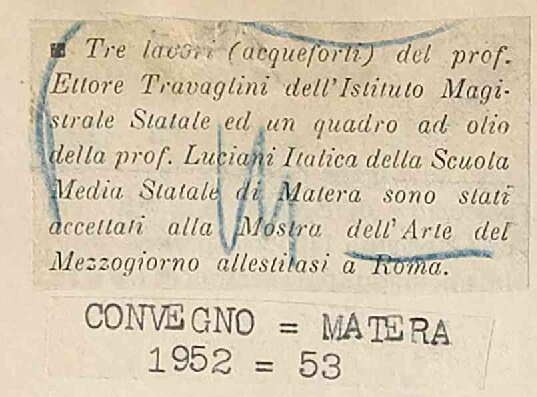 ■ Tre lavori (acqueforti) del prof.
Ettore Travaglini dell'Istituto Magi-
strale Statale ed un quadro ad olio
della prof. Luciani Italica della Scuola
Media Statale di Matera sono stati
accettati alla Mostra dell'Arte del
Mezzogiorno allestitasi a Roma.
CONVEGNO = MATERA
1952 = 53